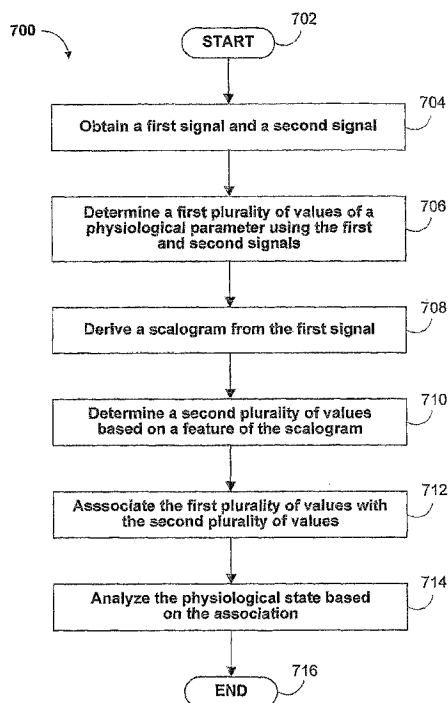 700
START
702
Obtain a first signal and a second signal
704
Determine a first plurality of values of a
physiological parameter using the first
and second signals
706
Derive a scalogram from the first signal
708
Determine a second plurality of values
based on a feature of the scalogram
710
Asssociate the first plurality of values with
the second plurality of values
712
Analyze the physiological state based
on the association
714
END
716